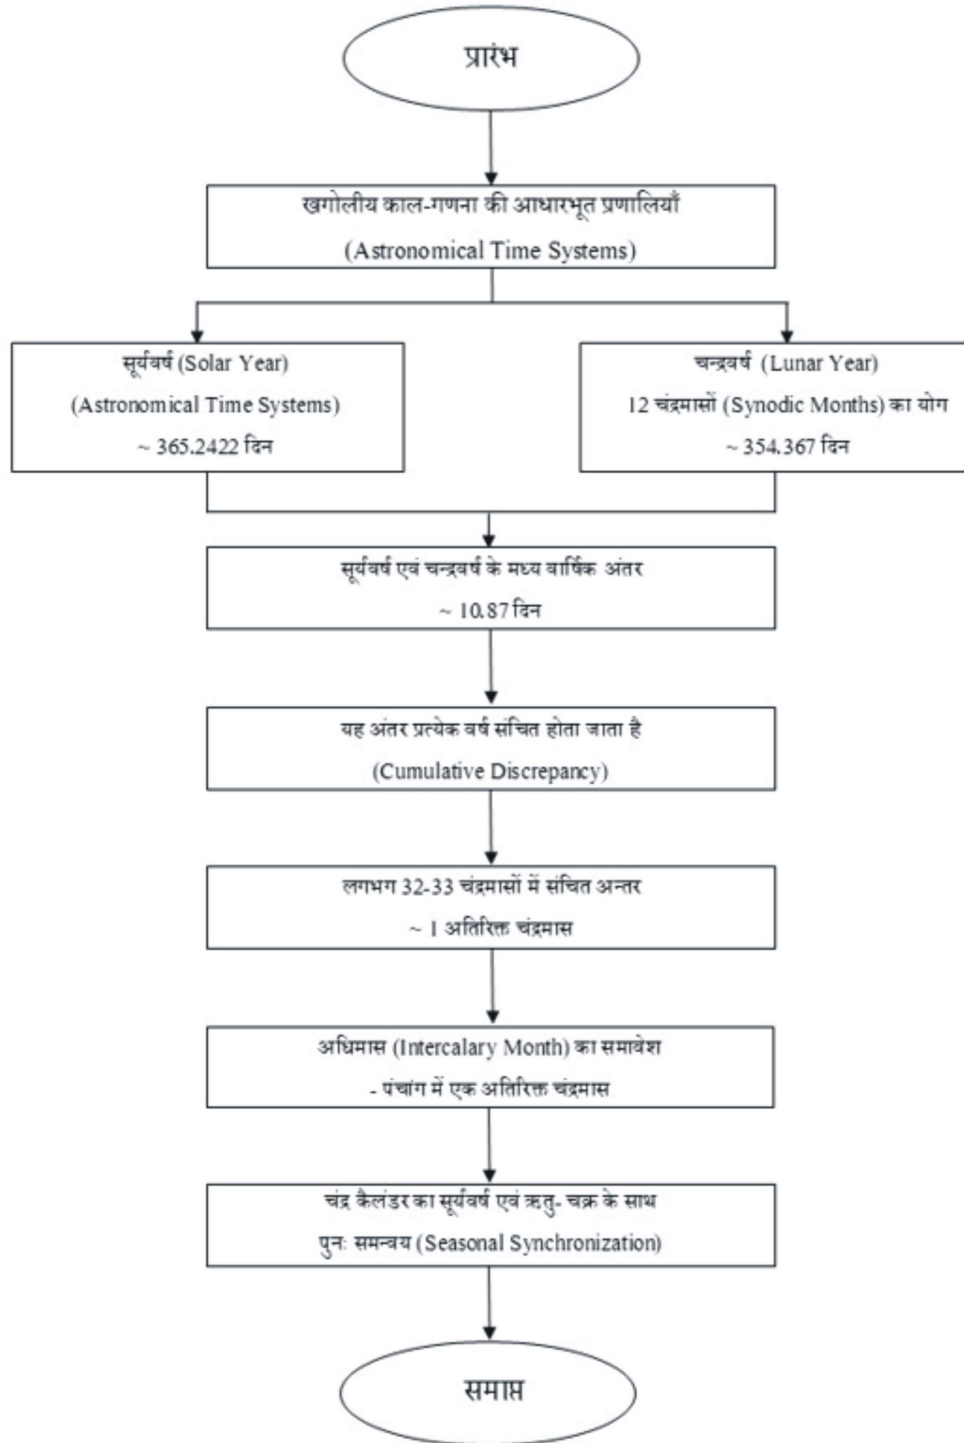 प्रारंभ
खगोलीय काल-गणना की आधारभूत प्रणालियाँ
(Astronomical Time Systems)
सूर्यवर्ष (Solar Year)
(Astronomical Time Systems)
~ 365.2422 दिन
चन्द्रवर्ष (Lunar Year)
12 चंद्रमासों (Synodic Months) का योग
~ 354.367 दिन
सूर्यवर्ष एवं चन्द्रवर्ष के मध्य वार्षिक अंतर
~ 10.87 दिन
यह अंतर प्रत्येक वर्ष संचित होता जाता है
(Cumulative Discrepancy)
लगभग 32-33 चंद्रमासों में संचित अन्तर
~ 1 अतिरिक्त चंद्रमास
अधिमास (Intercalary Month) का समावेश
- पंचांग में एक अतिरिक्त चंद्रमास
चंद्र कैलंडर का सूर्यवर्ष एवं ऋतु- चक्र के साथ
पुनः समन्वय (Seasonal Synchronization)
समाप्त